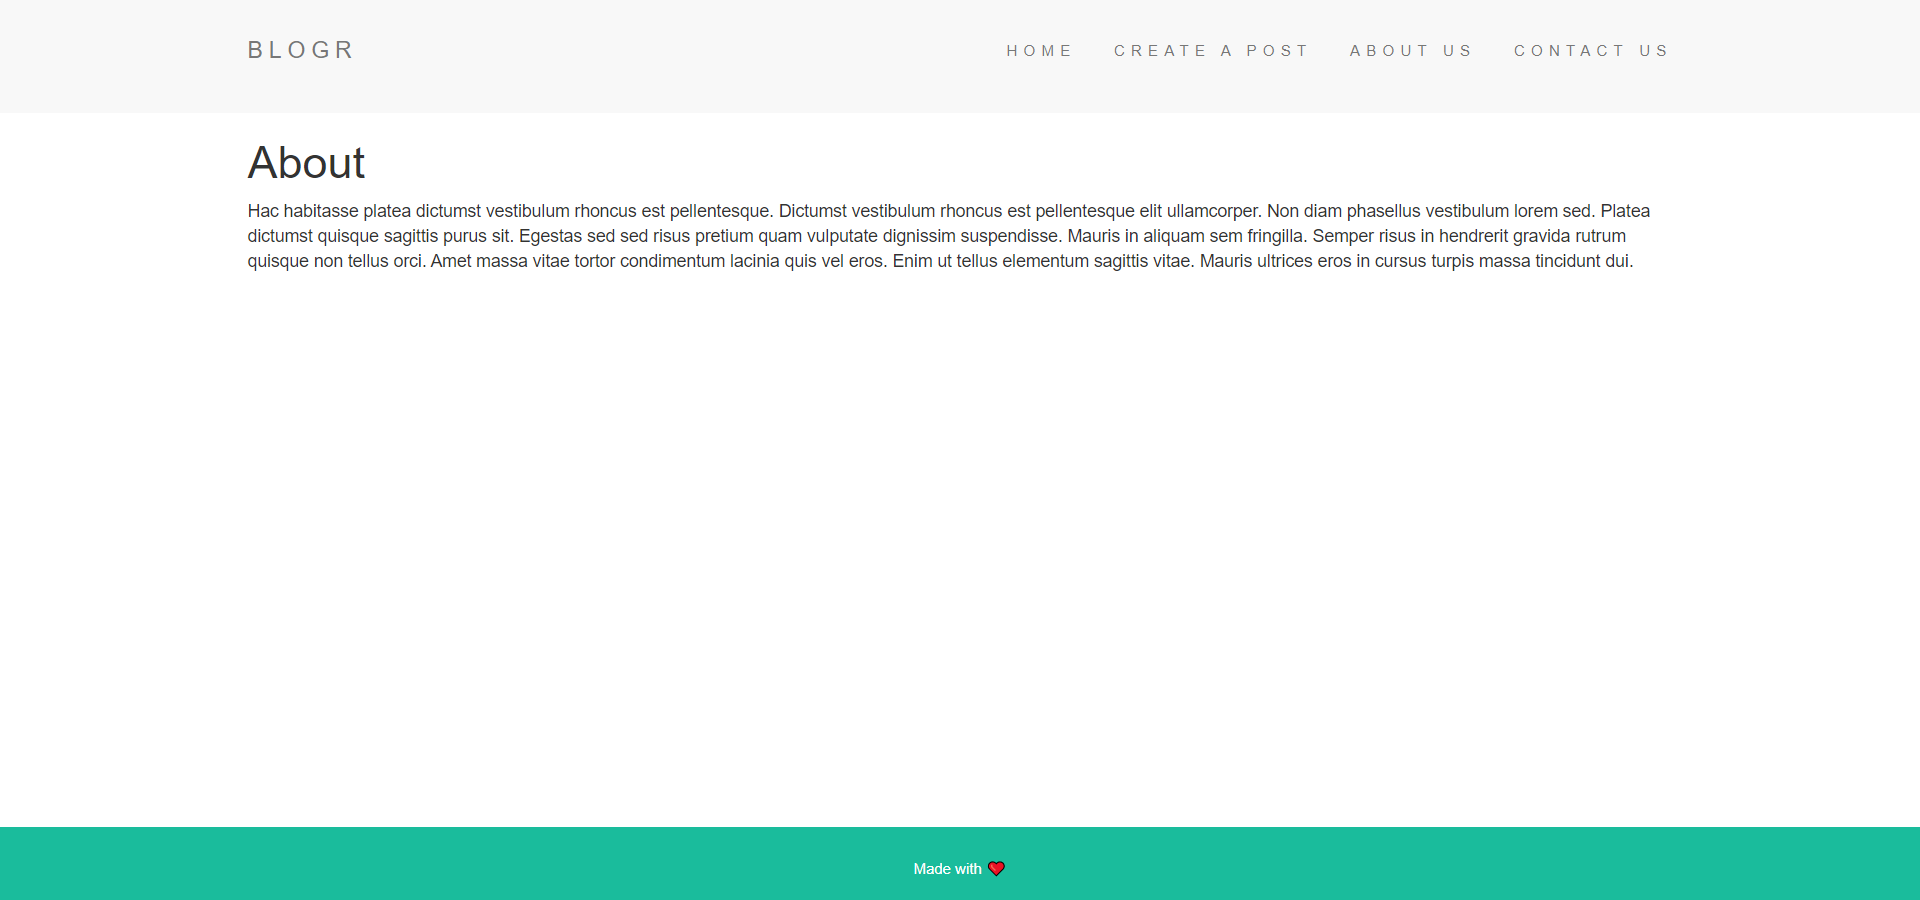 BLOGR
HOME CREATE A POST ABOUT US CONTACT US
About
Hac habitasse platea dictumst vestibulum rhoncus est pellentesque. Dictumst vestibulum rhoncus est pellentesque elit ullamcorper. Non diam phasellus vestibulum lorem sed. Platea
dictumst quisque sagittis purus sit. Egestas sed sed risus pretium quam vulputate dignissim suspendisse. Mauris in aliquam sem fringilla. Semper risus in hendrerit gravida rutrum
quisque non tellus orci. Amet massa vitae tortor condimentum lacinia quis vel eros. Enim ut tellus elementum sagittis vitae. Mauris ultrices eros in cursus turpis massa tincidunt dui.
Made with ❤